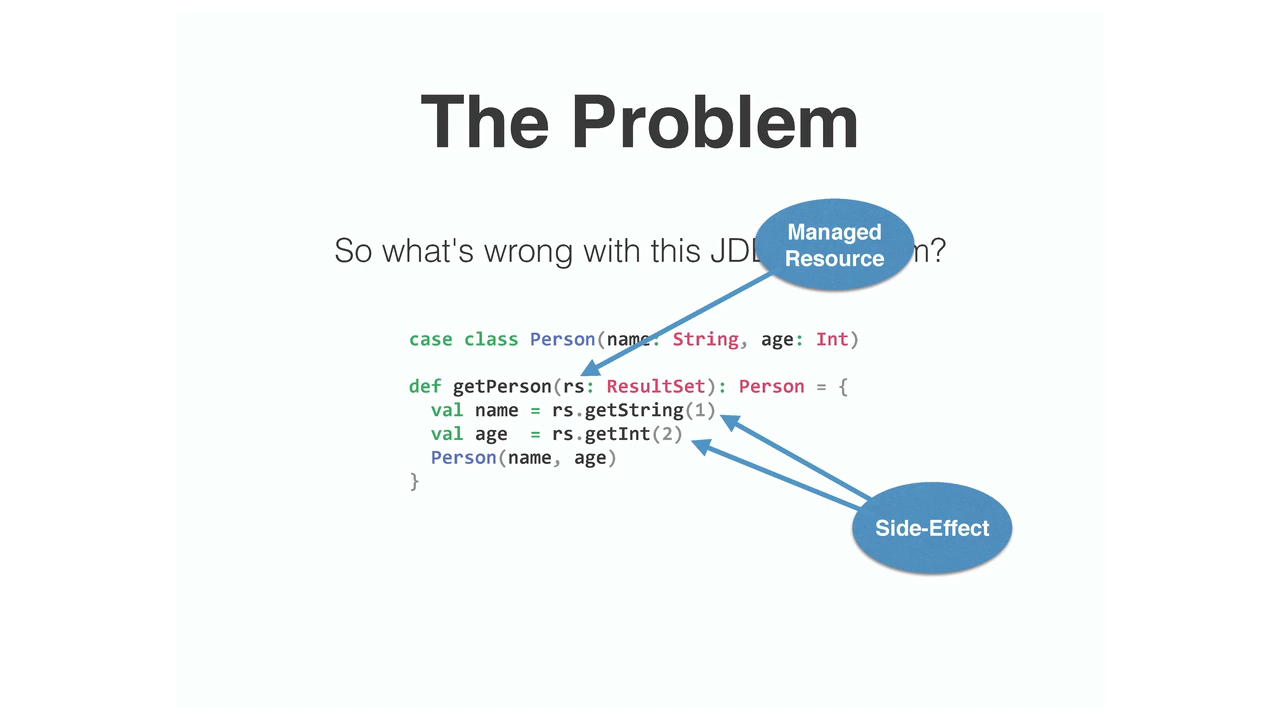 The Problem
So what's wrong with this JD m?
Managed
Resource
case class Person(name: String, age: Int)
def getPerson(rs: ResultSet): Person = {
  val name = rs.getString(1)
  val age  = rs.getInt(2)
  Person(name, age)
}
Side-Effect